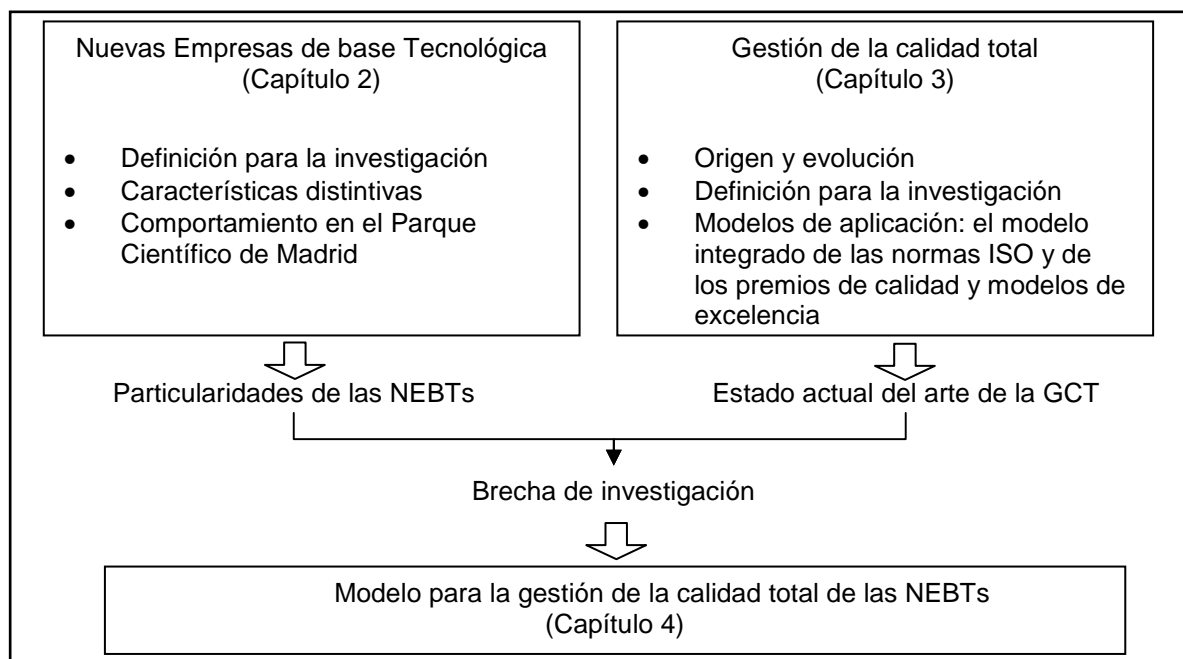 Nuevas Empresas de base Tecnológica
(Capítulo 2)
• Definición para la investigación
• Características distintivas
• Comportamiento en el Parque
Científico de Madrid
Gestión de la calidad total
(Capítulo 3)
• Origen y evolución
• Definición para la investigación
• Modelos de aplicación: el modelo
integrado de las normas ISO y de
los premios de calidad y modelos de
excelencia
Particularidades de las NEBTs
Estado actual del arte de la GCT
Brecha de investigación
Modelo para la gestión de la calidad total de las NEBTs
(Capítulo 4)